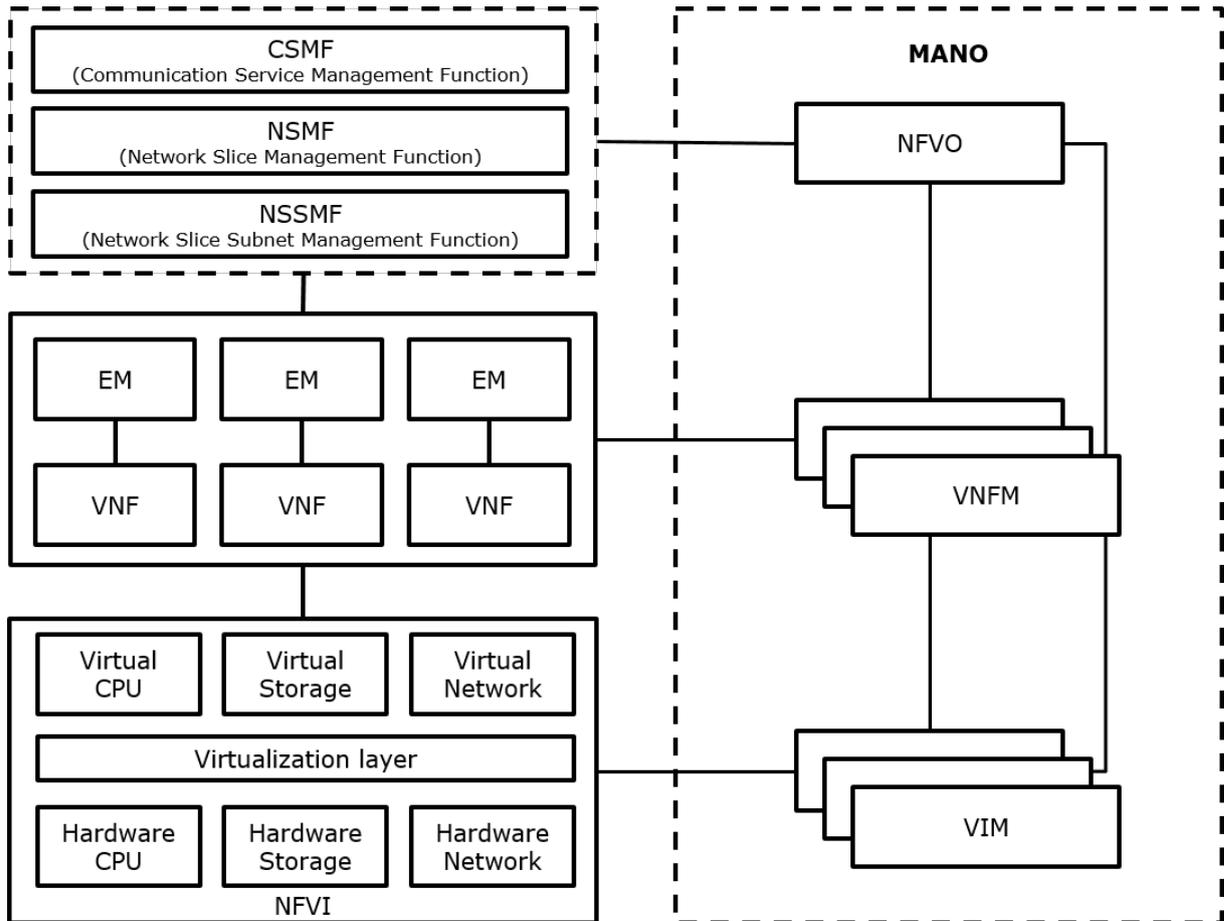 CSMF
(Communication Service Management Function)
NSMF
(Network Slice Management Function)
NSSMF
(Network Slice Subnet Management Function)
EM
EM
EM
VNF
VNF
VNF
Virtual
CPU
Virtual
Storage
Virtual
Network
Virtualization layer
Hardware
CPU
Hardware
Storage
Hardware
Network
NFVI
MANO
NFVO
VNFM
VIM